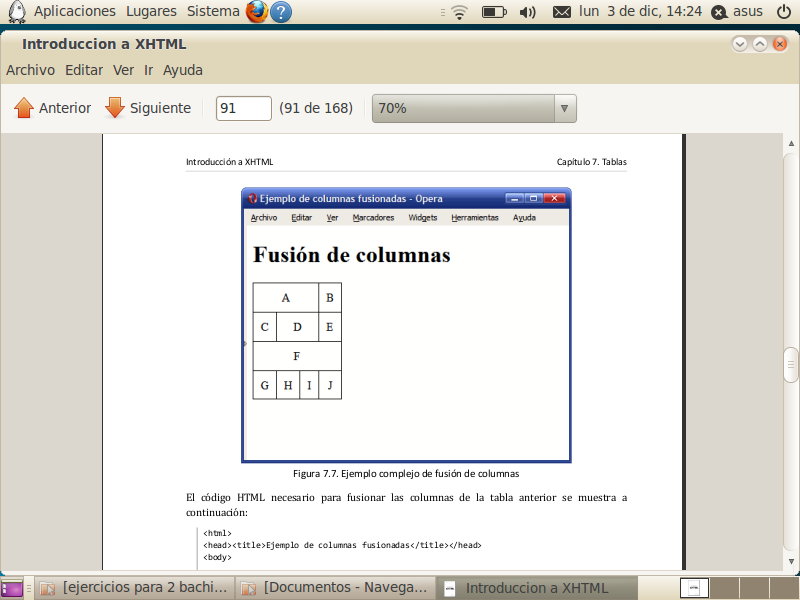 Aplicaciones Lugares Sistema ? lun 3 de dic, 14:24 asus
Introduccion a XHTML
Archivo Editar Ver Ir Ayuda
Anterior Siguiente 91 (91 de 168) 70%
Introducción a XHTML Capítulo 7. Tablas
Ejemplo de columnas fusionadas - Opera
Archivo Editar Ver Marcadores Widgets Herramientas Ayuda
Fusión de columnas
A B
C D E
F
G H I J
Figura 7.7. Ejemplo complejo de fusión de columnas
El código HTML necesario para fusionar las columnas de la tabla anterior se muestra a
continuación:
<html>
<head><title>Ejemplo de columnas fusionadas</title></head>
<body>
[ejercicios para 2 bachi... [Documentos - Navega... Introduccion a XHTML